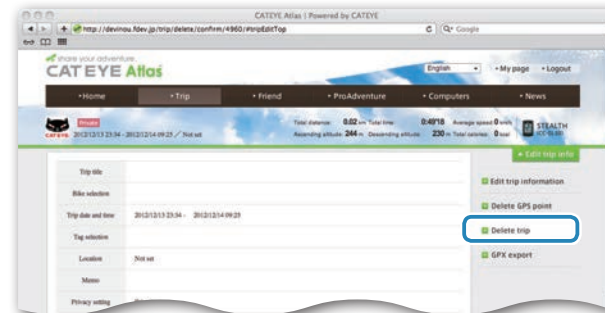 CATEYE Atlas | Powered by CATEYE
http://devinou.fdev.jp/trip/delete/confirm/4960/#tripEditTop
Google
share your adventure.
CATEYE Atlas
English
My page Logout
Home Trip Friend ProAdventure Computers News
CATEYE
Private
2012/12/13 23:34 - 2012/12/14 09:23 / Not set
Total distance: 0.02 km Total time: 0:49'16 Average speed 0 km/h
Ascending altitude 244 m Descending altitude 230 m Total calories: 0 kcal
STEALTH
Edit trip info
Trip title
Bike selection
Trip date and time 2012/12/13 23:34 - 2012/12/14 09:23
Tag selection
Location Not set
Memo
Privacy setting
Edit trip information
Delete GPS point
Delete trip
GPX export